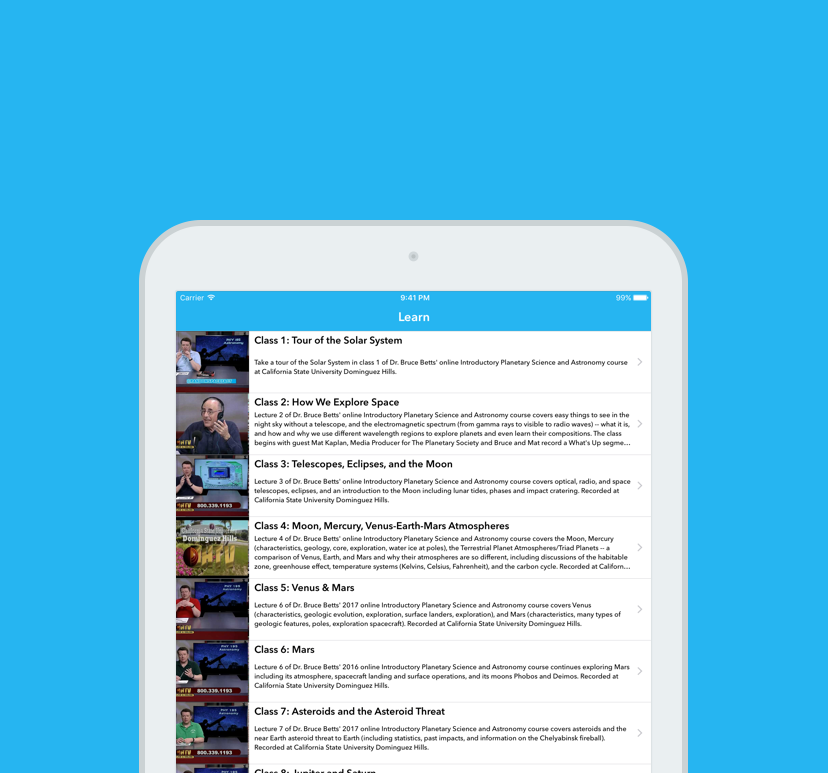 Carrier
9:41 PM
99%
Learn
Class 1: Tour of the Solar System
Take a tour of the Solar System in class 1 of Dr. Bruce Betts' online Introductory Planetary Science and Astronomy course
at California State University Dominguez Hills.
Class 2: How We Explore Space
Lecture 2 of Dr. Bruce Betts' online Introductory Planetary Science and Astronomy course covers easy things to see in the
night sky without a telescope, and the electromagnetic spectrum (from gamma rays to visible to radio waves) -- what it is,
and how and why we use different wavelength regions to explore planets and even learn their compositions. The class
begins with guest Mat Kaplan, Media Producer for The Planetary Society and Bruce and Mat record a What's Up segme...
Class 3: Telescopes, Eclipses, and the Moon
800.339.1193
Lecture 3 of Dr. Bruce Betts' online Introductory Planetary Science and Astronomy course covers optical, radio, and space
telescopes, eclipses, and an introduction to the Moon including lunar tides, phases and impact cratering. Recorded at
California State University Dominguez Hills.
Class 4: Moon, Mercury, Venus-Earth-Mars Atmospheres
Dominguez Hills
Lecture 4 of Dr. Bruce Betts' online Introductory Planetary Science and Astronomy course covers the Moon, Mercury
(characteristics, geology, core, exploration, water ice at poles), the Terrestrial Planet Atmospheres/Triad Planets -- a
comparison of Venus, Earth, and Mars and why their atmospheres are so different, including discussions of the habitable
zone, greenhouse effect, temperature systems (Kelvins, Celsius, Fahrenheit), and the carbon cycle. Recorded at Californ...
Class 5: Venus & Mars
Lecture 6 of Dr. Bruce Betts' 2017 online Introductory Planetary Science and Astronomy course covers Venus
(characteristics, geologic evolution, exploration, surface landers, exploration), and Mars (characteristics, many types of
geologic features, poles, exploration spacecraft). Recorded at California State University Dominguez Hills.
Class 6: Mars
800.339.1193
Lecture 6 of Dr. Bruce Betts' 2016 online Introductory Planetary Science and Astronomy course continues exploring Mars
including its atmosphere, spacecraft landing and surface operations, and its moons Phobos and Deimos. Recorded at
California State University Dominguez Hills.
Class 7: Asteroids and the Asteroid Threat
800.339.1193
Lecture 7 of Dr. Bruce Betts' 2017 online Introductory Planetary Science and Astronomy course covers asteroids and the
near Earth asteroid threat to Earth (including statistics, past impacts, and information on the Chelyabinsk fireball).
Recorded at California State University Dominguez Hills.
Class 8: Jupiter and Saturn